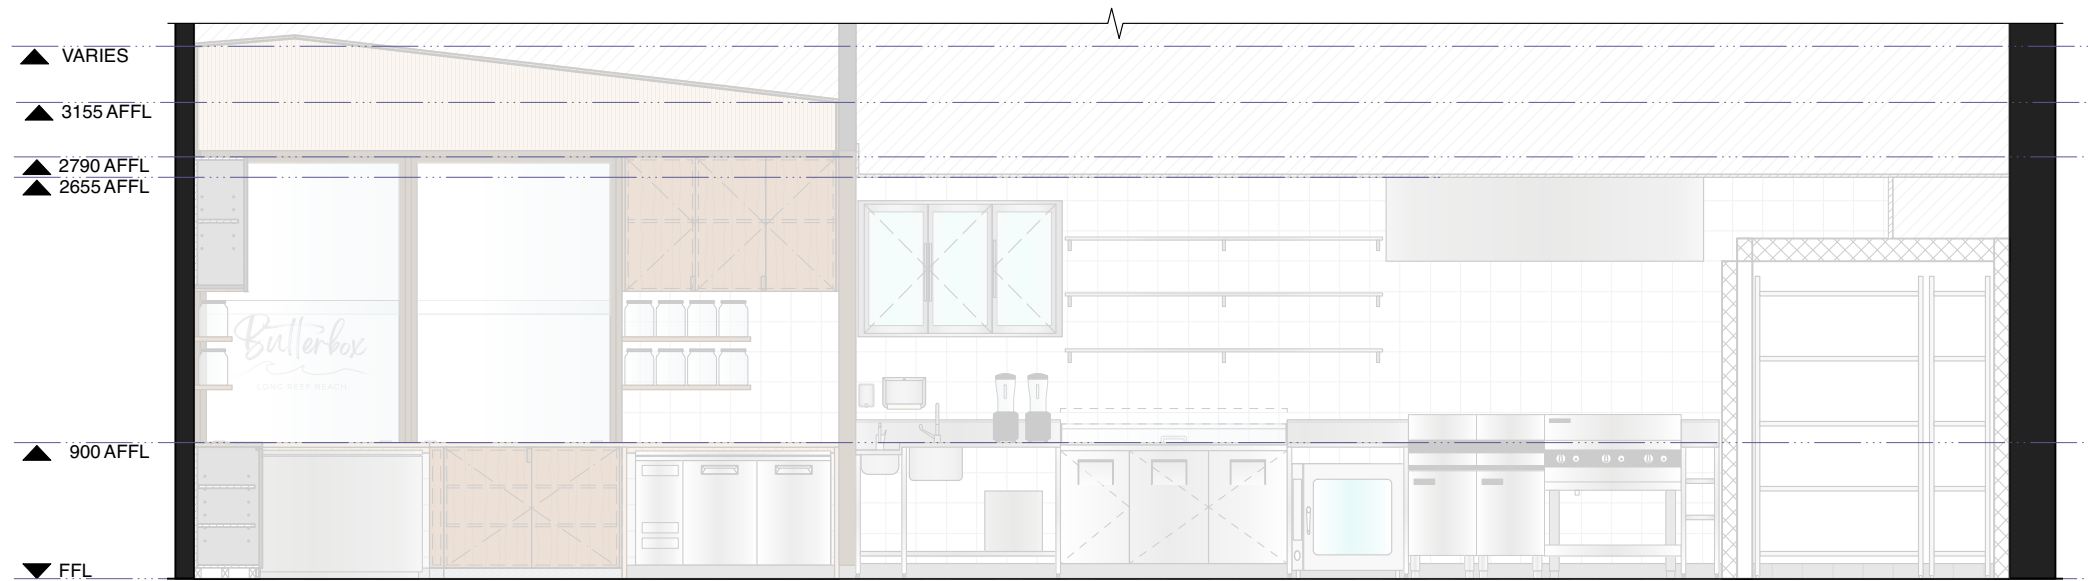 VARIES
3155 AFFL
2790 AFFL
2655 AFFL
Butterbox
LONG REEF BEACH
900 AFFL
FFL